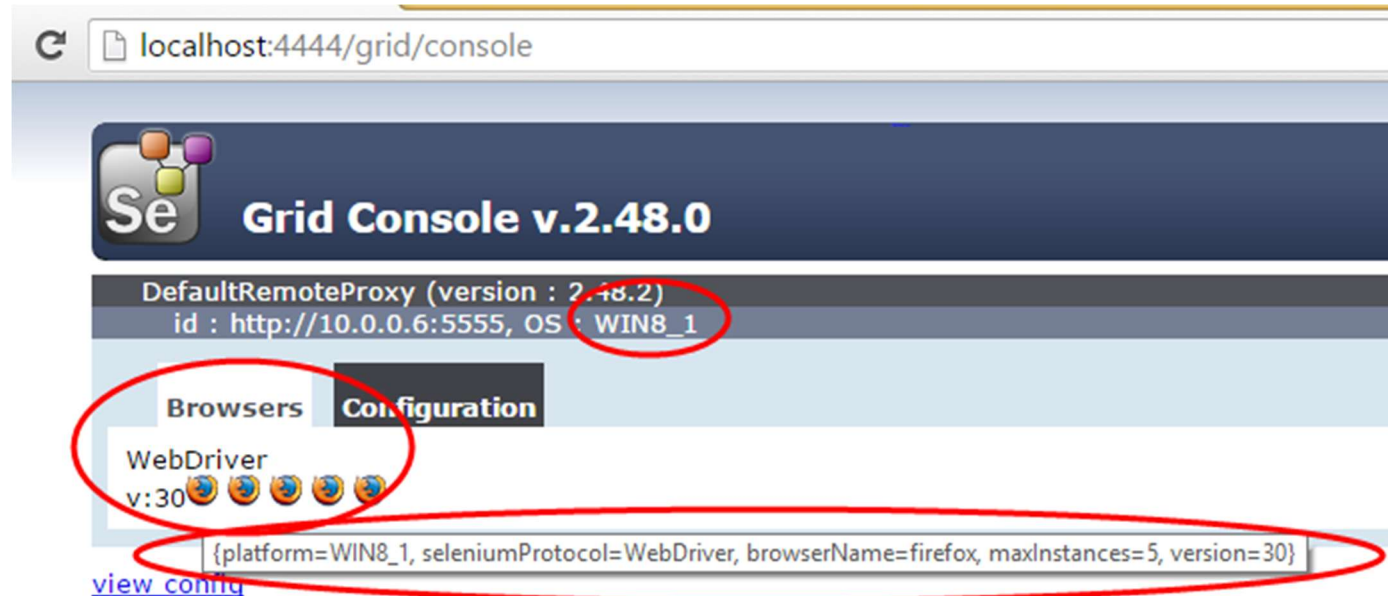 localhost:4444/grid/console
Se
Grid Console v.2.48.0
DefaultRemoteProxy (version : 2.48.2)
id : http://10.0.0.6:5555, OS : WIN8_1
Browsers Configuration
WebDriver
v:30
{platform=WIN8_1, seleniumProtocol=WebDriver, browserName=firefox, maxInstances=5, version=30}
view config